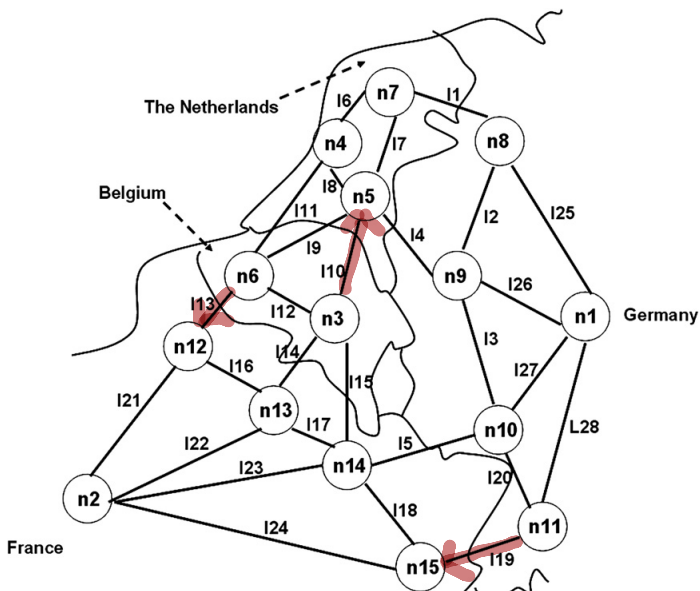 n7
l6
l1
The Netherlands
n4
l7
n8
l8
n5
Belgium
l11
l2
l25
l4
l9
n6
l10
n9
l26
l13
l12
n3
n1
Germany
n12
l14
l3
l16
l15
l27
l21
n13
l17
n10
L28
l22
l5
l23
n14
l20
n2
l18
n11
l24
France
l19
n15